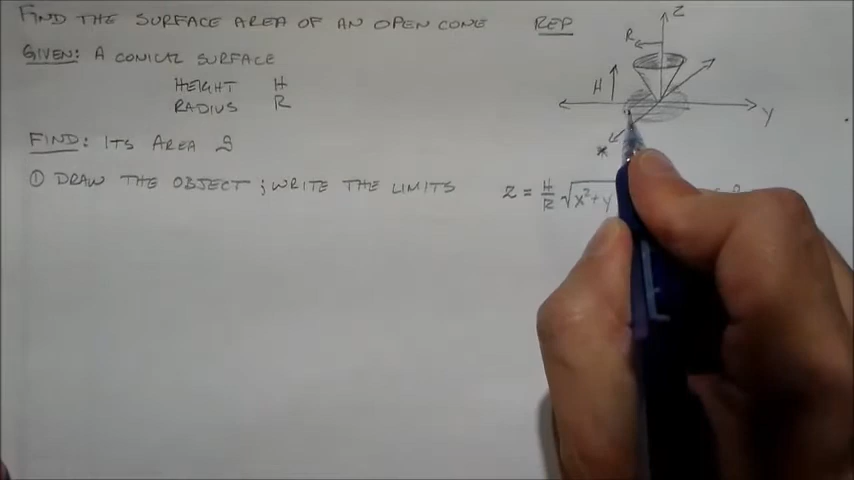 FIND THE SURFACE AREA OF AN OPEN CONE REP
GIVEN: A CONICAL SURFACE
HEIGHT H
RADIUS R
FIND: ITS AREA S
① DRAW THE OBJECT ; WRITE THE LIMITS
Z
R
H
Y
X
Z = H/R √x²+y